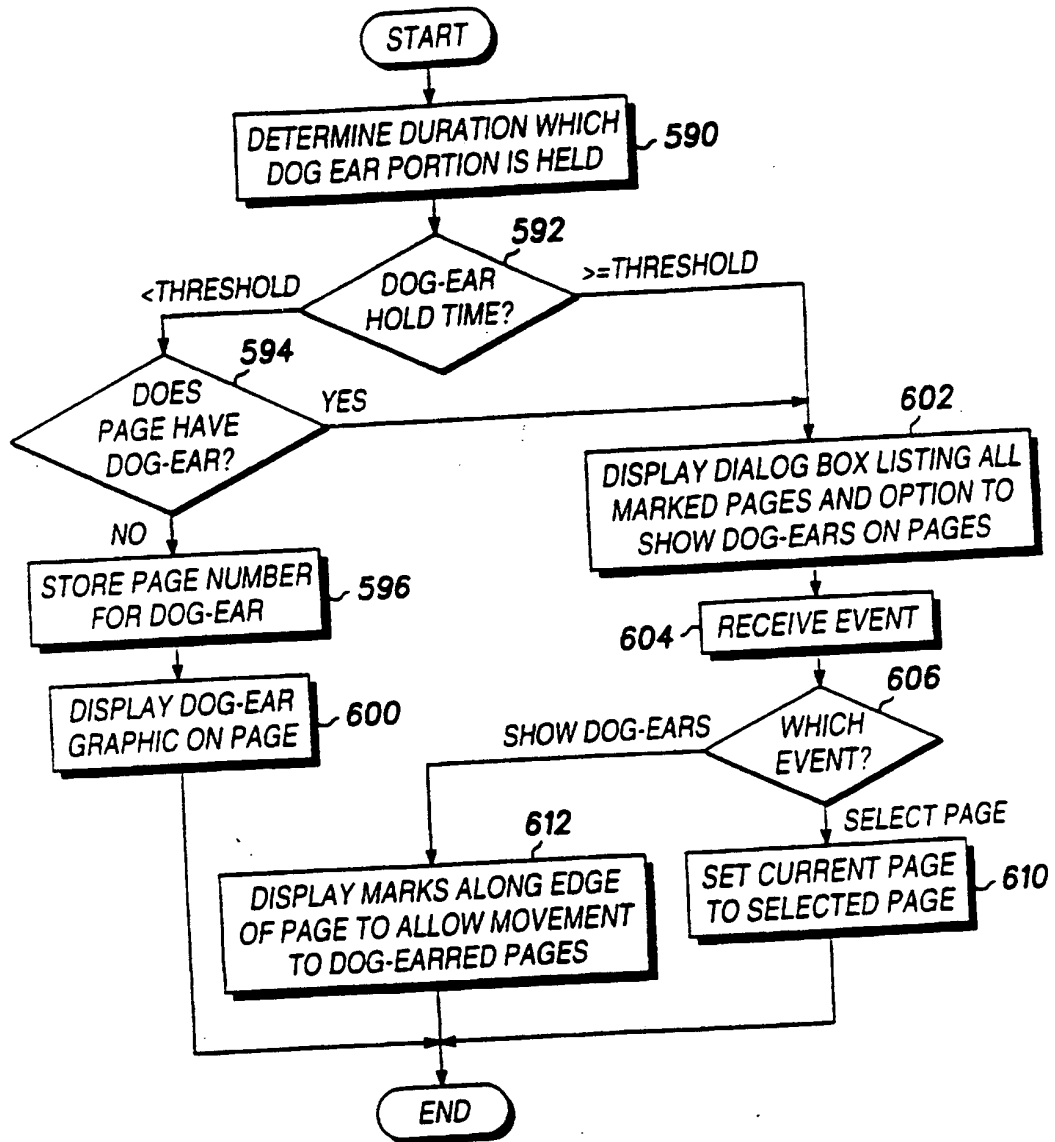 START
DETERMINE DURATION WHICH
DOG EAR PORTION IS HELD
590
592
DOG-EAR
HOLD TIME?
<THRESHOLD
>=THRESHOLD
594
DOES
PAGE HAVE
DOG-EAR?
YES
NO
602
DISPLAY DIALOG BOX LISTING ALL
MARKED PAGES AND OPTION TO
SHOW DOG-EARS ON PAGES
STORE PAGE NUMBER
FOR DOG-EAR
596
604
RECEIVE EVENT
DISPLAY DOG-EAR
GRAPHIC ON PAGE
600
606
WHICH
EVENT?
SHOW DOG-EARS
SELECT PAGE
612
DISPLAY MARKS ALONG EDGE
OF PAGE TO ALLOW MOVEMENT
TO DOG-EARRED PAGES
SET CURRENT PAGE
TO SELECTED PAGE
610
END